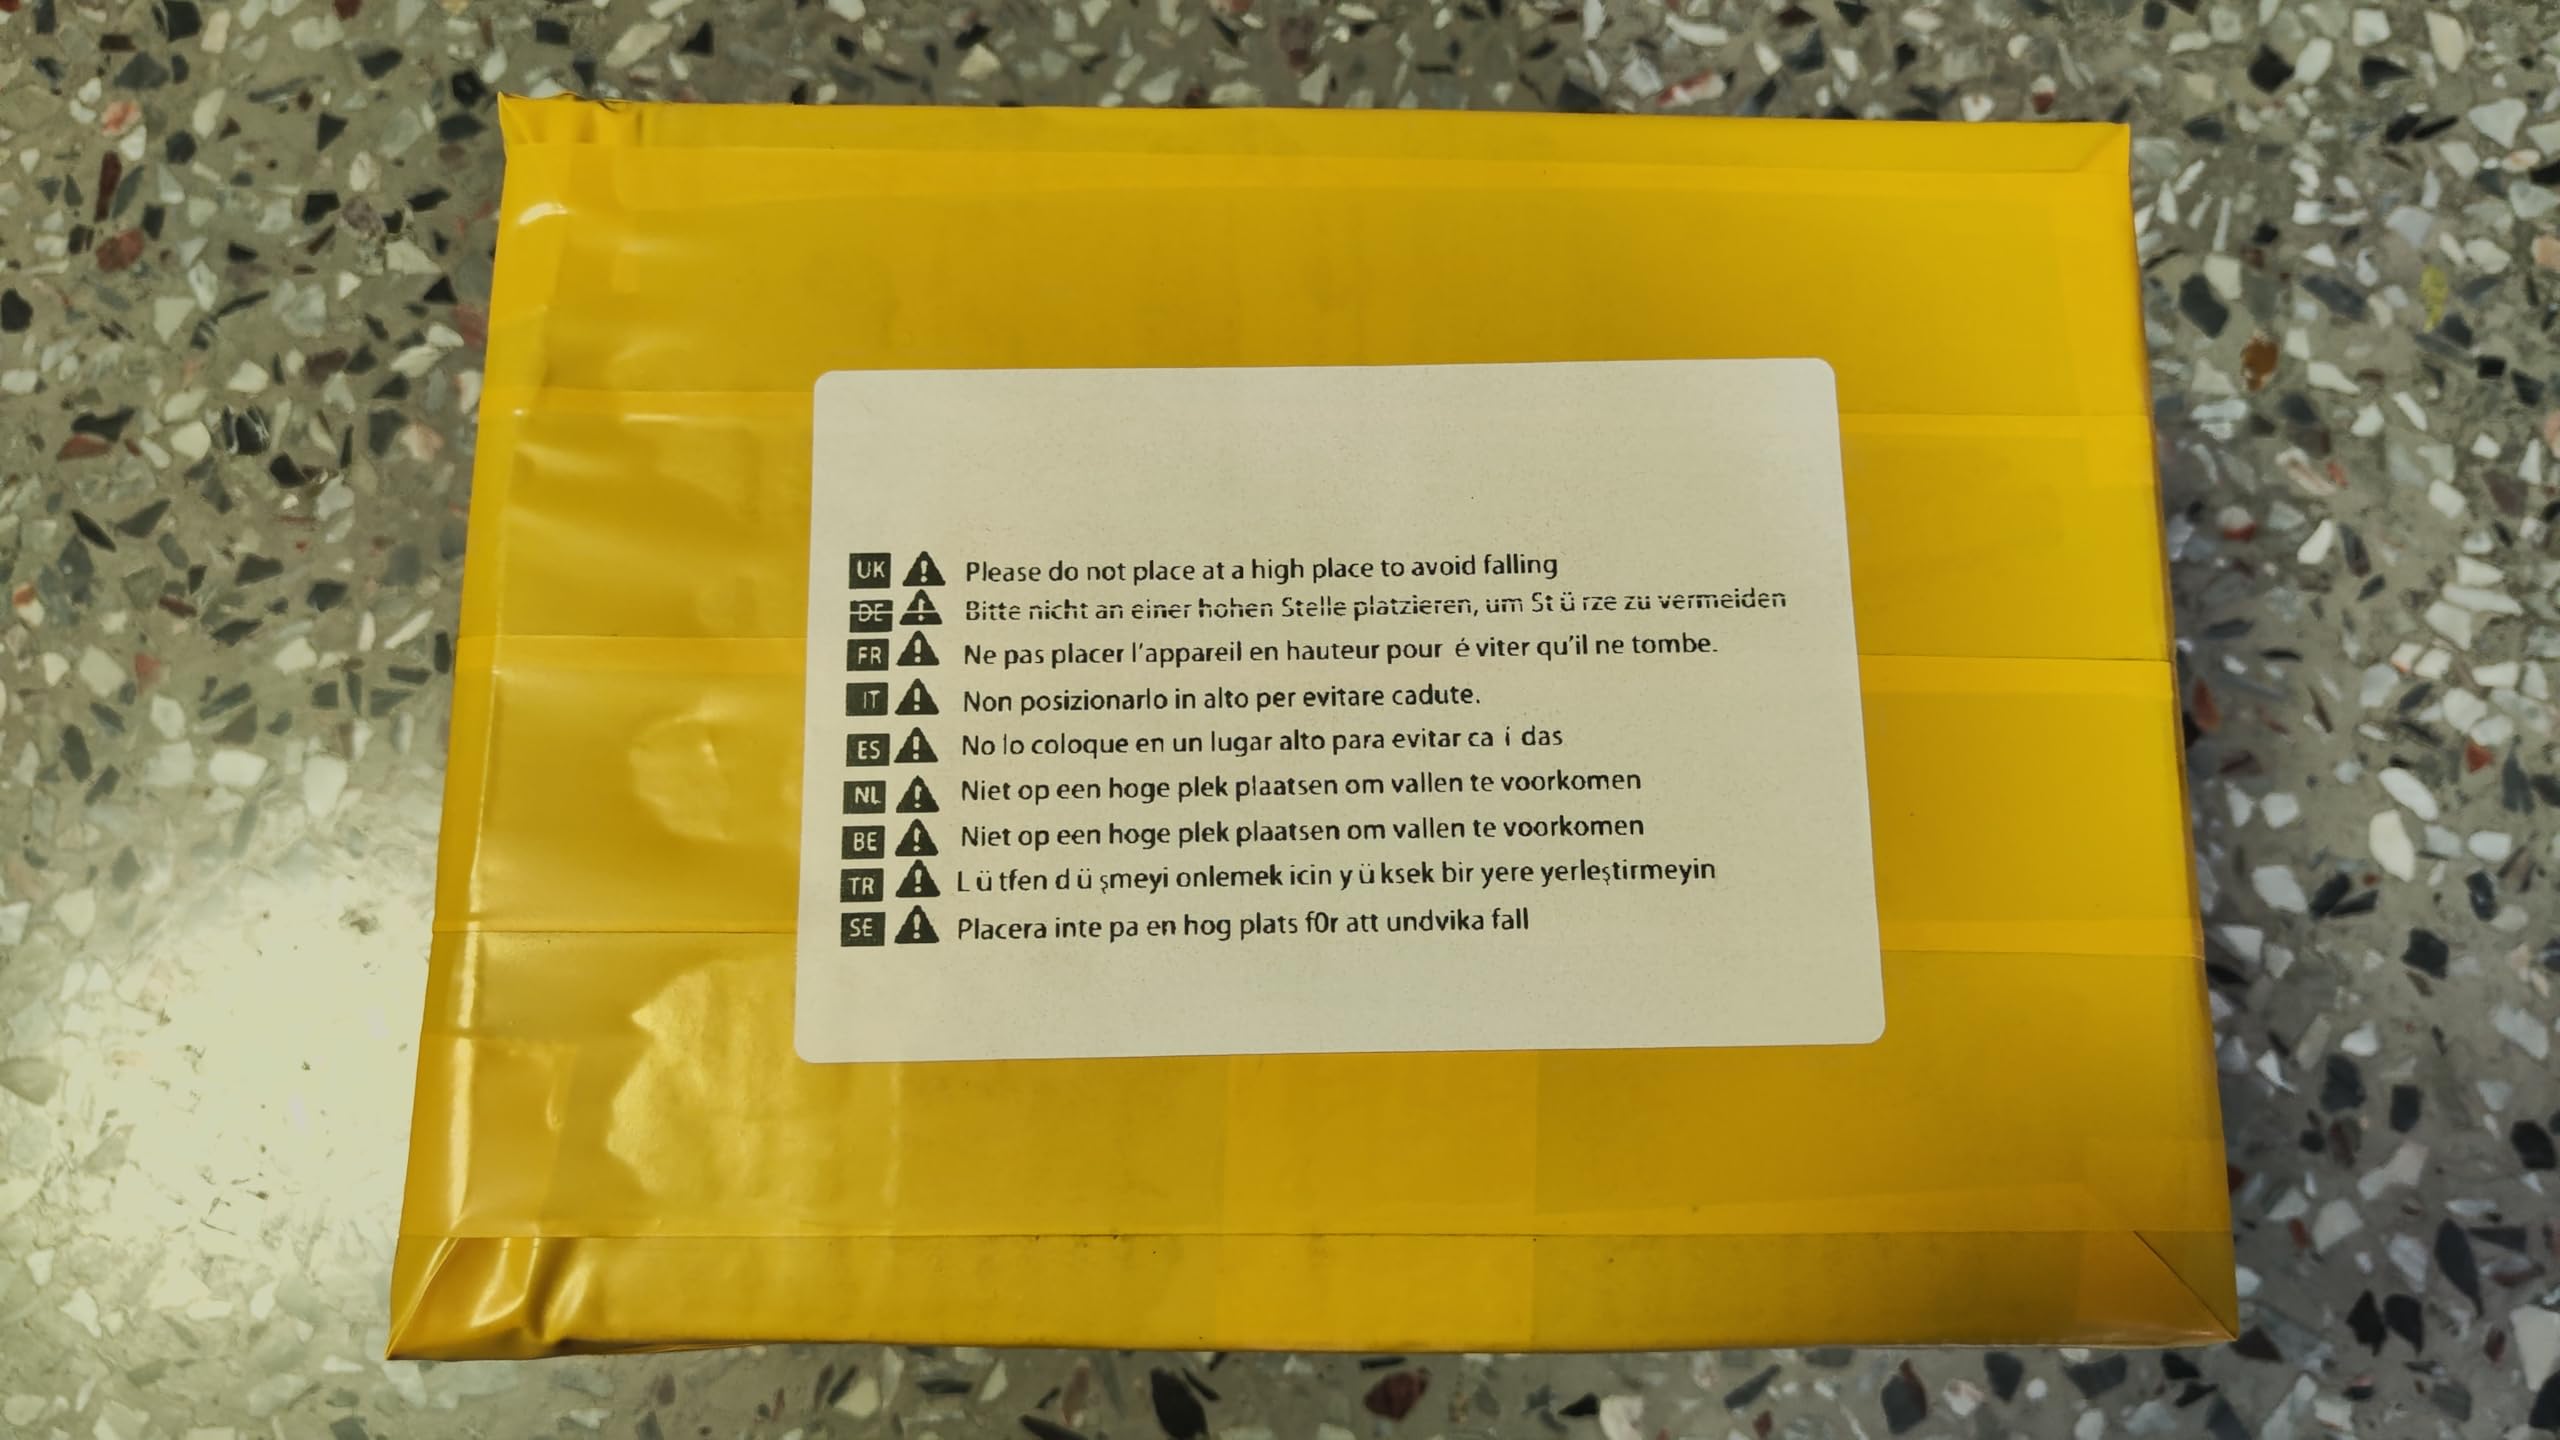 UK Please do not place at a high place to avoid falling
DE Bitte nicht an einer hohen Stelle platzieren, um St ü rze zu vermeiden
FR Ne pas placer l'appareil en hauteur pour é viter qu'il ne tombe.
IT Non posizionarlo in alto per evitare cadute.
ES No lo coloque en un lugar alto para evitar ca í das
NL Niet op een hoge plek plaatsen om vallen te voorkomen
BE Niet op een hoge plek plaatsen om vallen te voorkomen
TR L ü tfen d ü şmeyi onlemek icin y ü ksek bir yere yerleştirmeyin
SE Placera inte pa en hog plats f0r att undvika fall